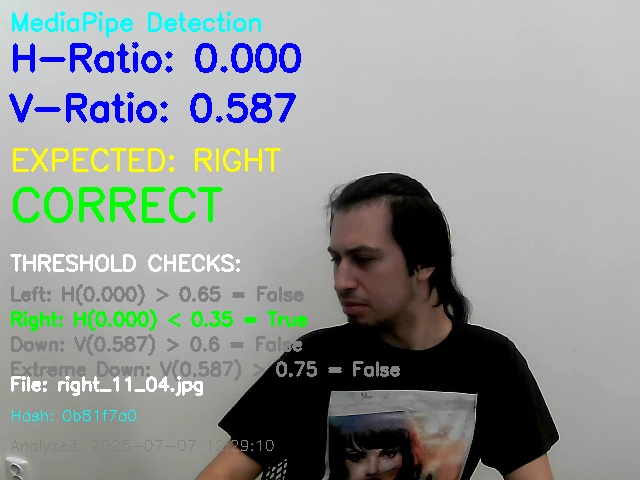 MediaPipe Detection
H-Ratio: 0.000
V-Ratio: 0.587
EXPECTED: RIGHT
CORRECT
THRESHOLD CHECKS:
Left: H(0.000) > 0.65 = False
Right: H(0.000) < 0.35 = True
Down: V(0.587) > 0.6 = False
Extreme Down: V(0.587) > 0.75 = False
File: right_11_04.jpg
Hash: 0b81f7a0
Analyzed: 2025-07-07 12:29:10